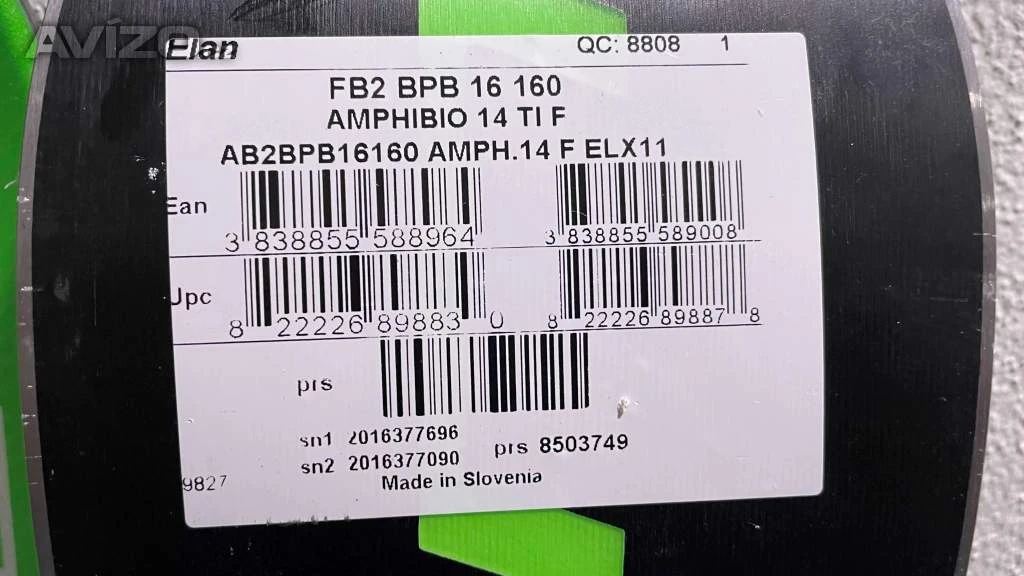 AVÍZO
Elan QC: 8808 1
FB2 BPB 16 160
AMPHIBIO 14 TI F
AB2BPB16160 AMPH.14 F ELX11
Ean
3 838855 588964 3 838855 589008
Upc
8 22226 89883 0 8 22226 89887 8
prs
sn1 2016377696 prs 8503749
sn2 2016377090
9827 Made in Slovenia